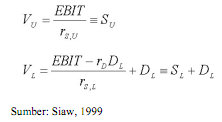 V_U = EBIT / r_{S,U} ≡ S_U
V_L = (EBIT − r_D D_L) / r_{S,L} + D_L ≡ S_L + D_L
Sumber: Siaw, 1999